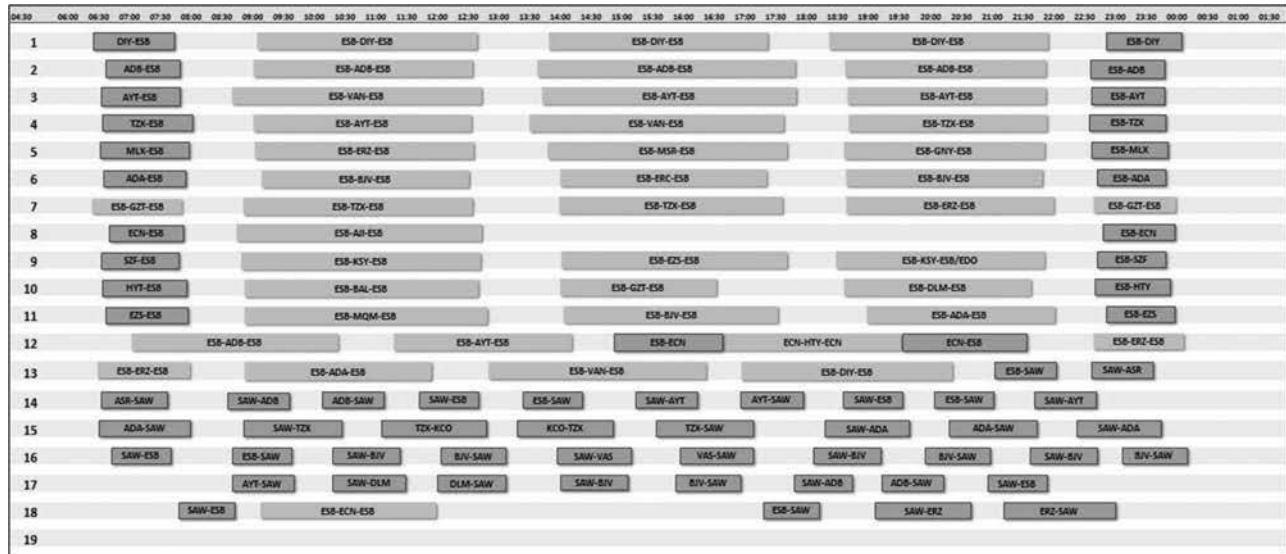 04:30 06:00 06:30 07:00 07:30 08:00 08:30 09:00 09:30 10:00 10:30 11:00 11:30 12:00 12:30 13:00 13:30 14:00 14:30 15:00 15:30 16:00 16:30 17:00 17:30 18:00 18:30 19:00 19:30 20:00 20:30 21:00 21:30 22:00 22:30 23:00 23:30 00:00 00:30 01:00 01:30
1 DIY-ESB ESB-DIY-ESB ESB-DIY-ESB ESB-DIY-ESB ESB-DIY
2 ADB-ESB ESB-ADB-ESB ESB-ADB-ESB ESB-ADB-ESB ESB-ADB
3 AYT-ESB ESB-VAN-ESB ESB-AYT-ESB ESB-AYT-ESB ESB-AYT
4 TZX-ESB ESB-AYT-ESB ESB-VAN-ESB ESB-TZX-ESB ESB-TZX
5 MLX-ESB ESB-ERZ-ESB ESB-MSR-ESB ESB-GNY-ESB ESB-MLX
6 ADA-ESB ESB-BJV-ESB ESB-ERC-ESB ESB-BJV-ESB ESB-ADA
7 ESB-GZT-ESB ESB-TZX-ESB ESB-TZX-ESB ESB-ERZ-ESB ESB-GZT-ESB
8 ECN-ESB ESB-AJI-ESB ESB-ECN
9 SZF-ESB ESB-KSY-ESB ESB-EZS-ESB ESB-KSY-ESB/EDO ESB-SZF
10 HYT-ESB ESB-BAL-ESB ESB-GZT-ESB ESB-DLM-ESB ESB-HTY
11 EZS-ESB ESB-MQM-ESB ESB-BJV-ESB ESB-ADA-ESB ESB-EZS
12 ESB-ADB-ESB ESB-AYT-ESB ESB-ECN ECN-HTY-ECN ECN-ESB ESB-ERZ-ESB
13 ESB-ERZ-ESB ESB-ADA-ESB ESB-VAN-ESB ESB-DIY-ESB ESB-SAW SAW-ASR
14 ASR-SAW SAW-ADB ADB-SAW SAW-ESB ESB-SAW SAW-AYT AYT-SAW SAW-ESB ESB-SAW SAW-AYT
15 ADA-SAW SAW-TZX TZX-KCO KCO-TZX TZX-SAW SAW-ADA ADA-SAW SAW-ADA
16 SAW-ESB ESB-SAW SAW-BJV BJV-SAW SAW-VAS VAS-SAW SAW-BJV BJV-SAW SAW-BJV BJV-SAW
17 AYT-SAW SAW-DLM DLM-SAW SAW-BJV BJV-SAW SAW-ADB ADB-SAW SAW-ESB
18 SAW-ESB ESB-ECN-ESB ESB-SAW SAW-ERZ ERZ-SAW
19